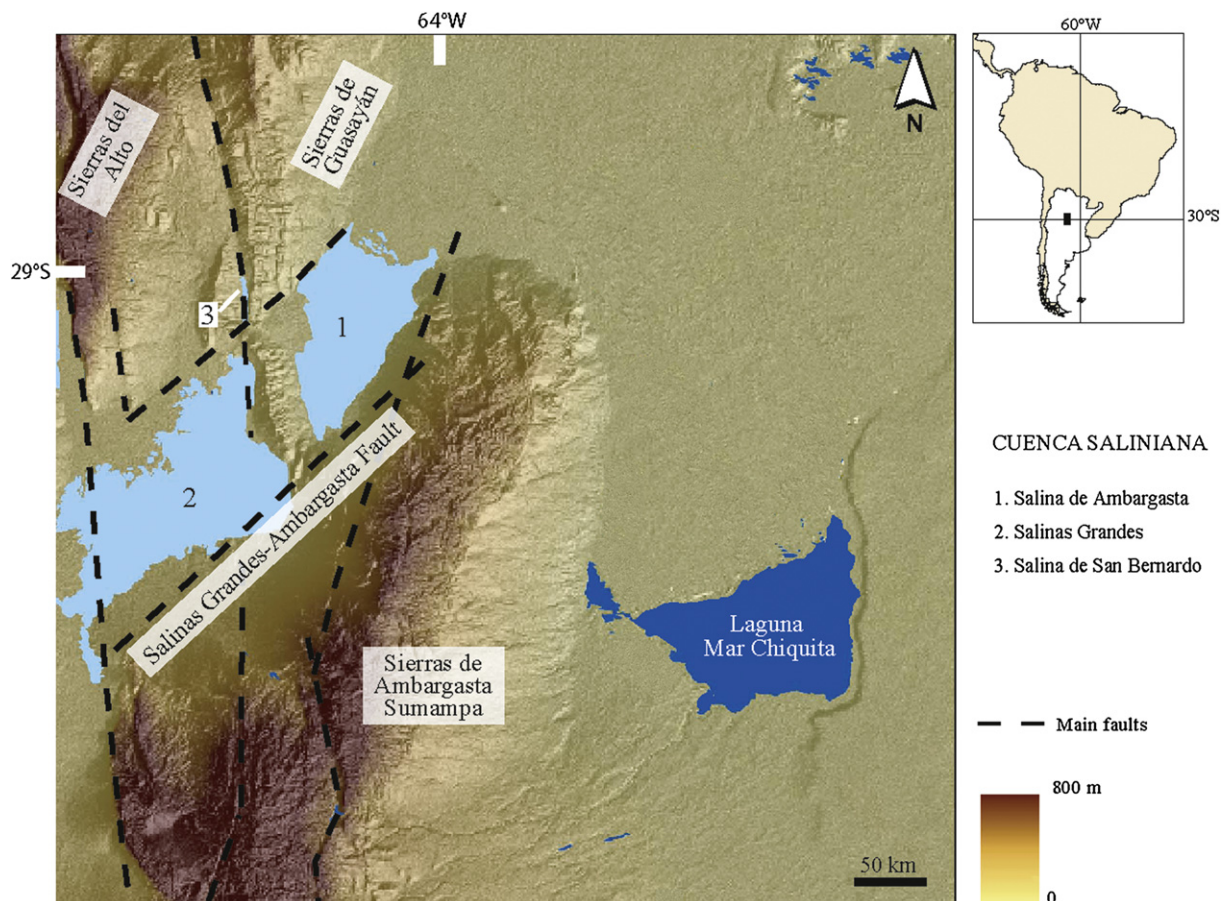 64°W
60°W
Sierras del
Alto
Sierras de
Guasayán
N
30°S
29°S
3
1
2
Salinas Grandes-Ambargasta Fault
CUENCA SALINIANA
1. Salina de Ambargasta
2. Salinas Grandes
3. Salina de San Bernardo
Laguna
Mar Chiquita
Sierras de
Ambargasta
Sumampa
Main faults
800 m
50 km
0